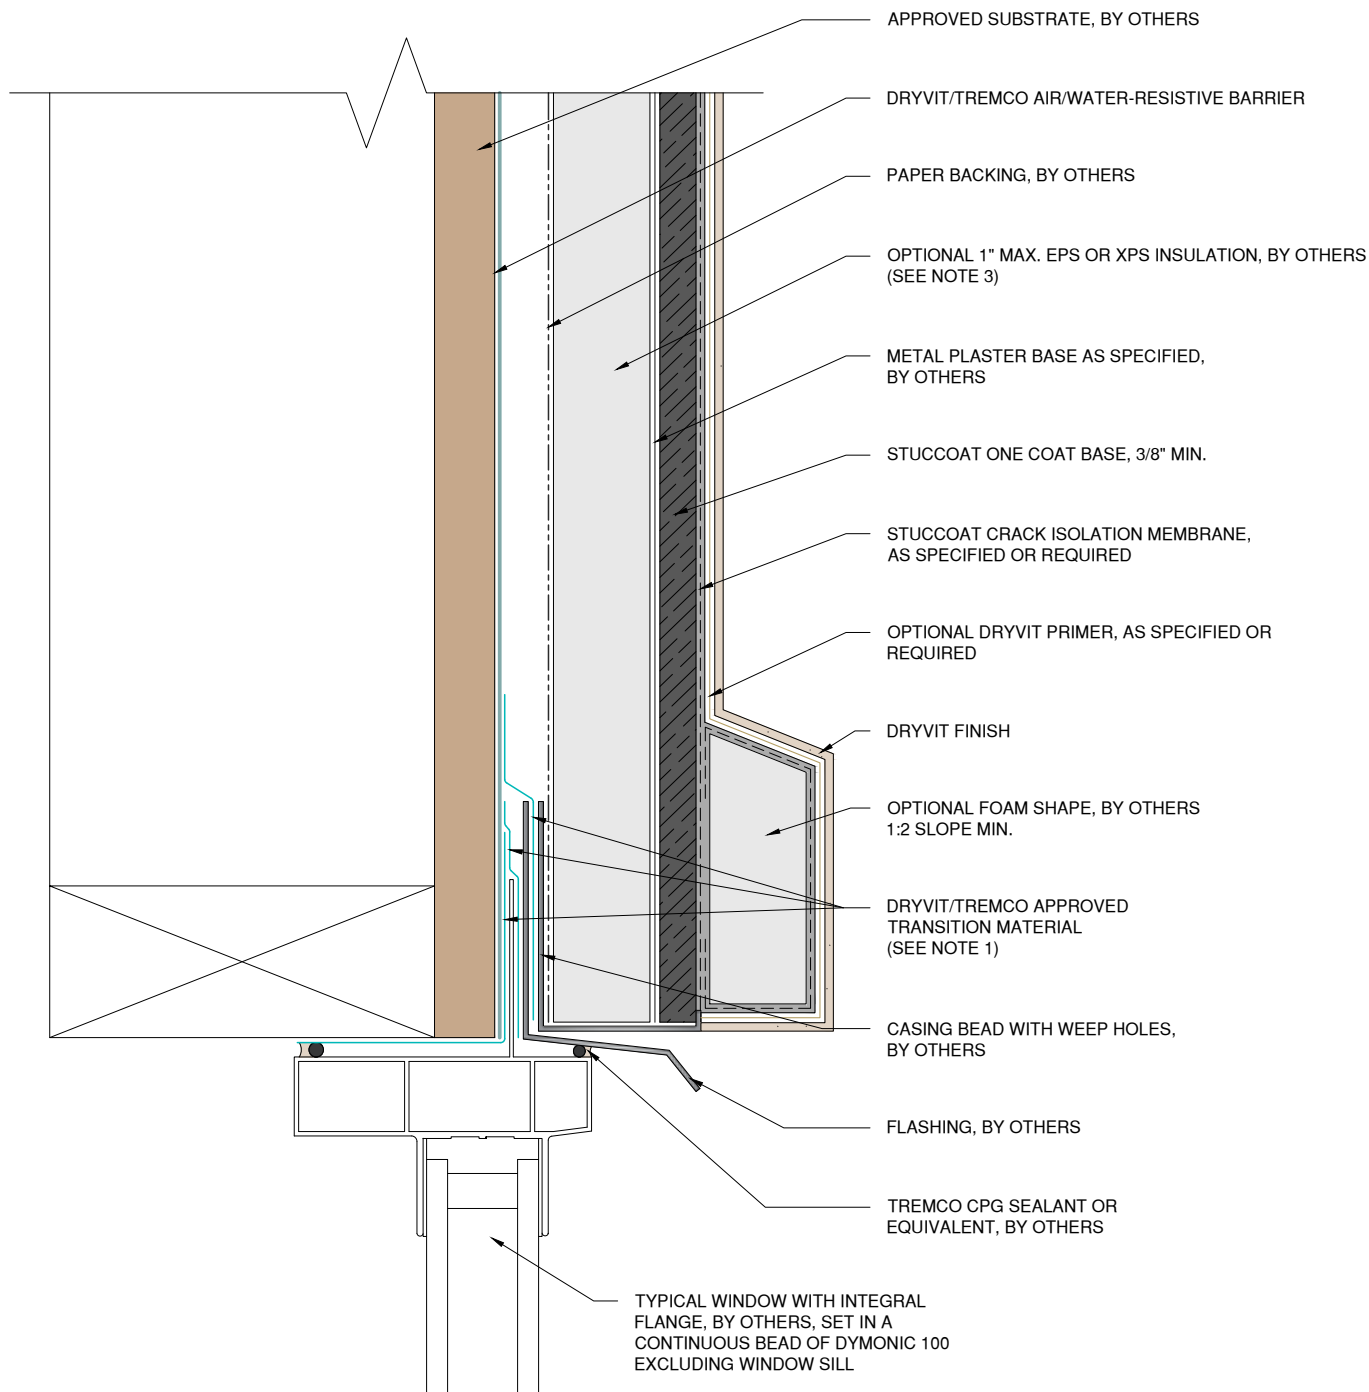 APPROVED SUBSTRATE, BY OTHERS
DRYVIT/TREMCO AIR/WATER-RESISTIVE BARRIER
PAPER BACKING, BY OTHERS
OPTIONAL 1" MAX. EPS OR XPS INSULATION, BY OTHERS
(SEE NOTE 3)
METAL PLASTER BASE AS SPECIFIED,
BY OTHERS
STUCCOAT ONE COAT BASE, 3/8" MIN.
STUCCOAT CRACK ISOLATION MEMBRANE,
AS SPECIFIED OR REQUIRED
OPTIONAL DRYVIT PRIMER, AS SPECIFIED OR
REQUIRED
DRYVIT FINISH
OPTIONAL FOAM SHAPE, BY OTHERS
1:2 SLOPE MIN.
DRYVIT/TREMCO APPROVED
TRANSITION MATERIAL
(SEE NOTE 1)
CASING BEAD WITH WEEP HOLES,
BY OTHERS
FLASHING, BY OTHERS
TREMCO CPG SEALANT OR
EQUIVALENT, BY OTHERS
TYPICAL WINDOW WITH INTEGRAL
FLANGE, BY OTHERS, SET IN A
CONTINUOUS BEAD OF DYMONIC 100
EXCLUDING WINDOW SILL